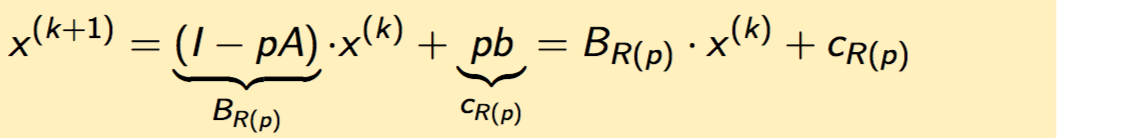 x^(k+1) = (I − pA) · x^(k) + pb = B_R(p) · x^(k) + c_R(p)
B_R(p) c_R(p)